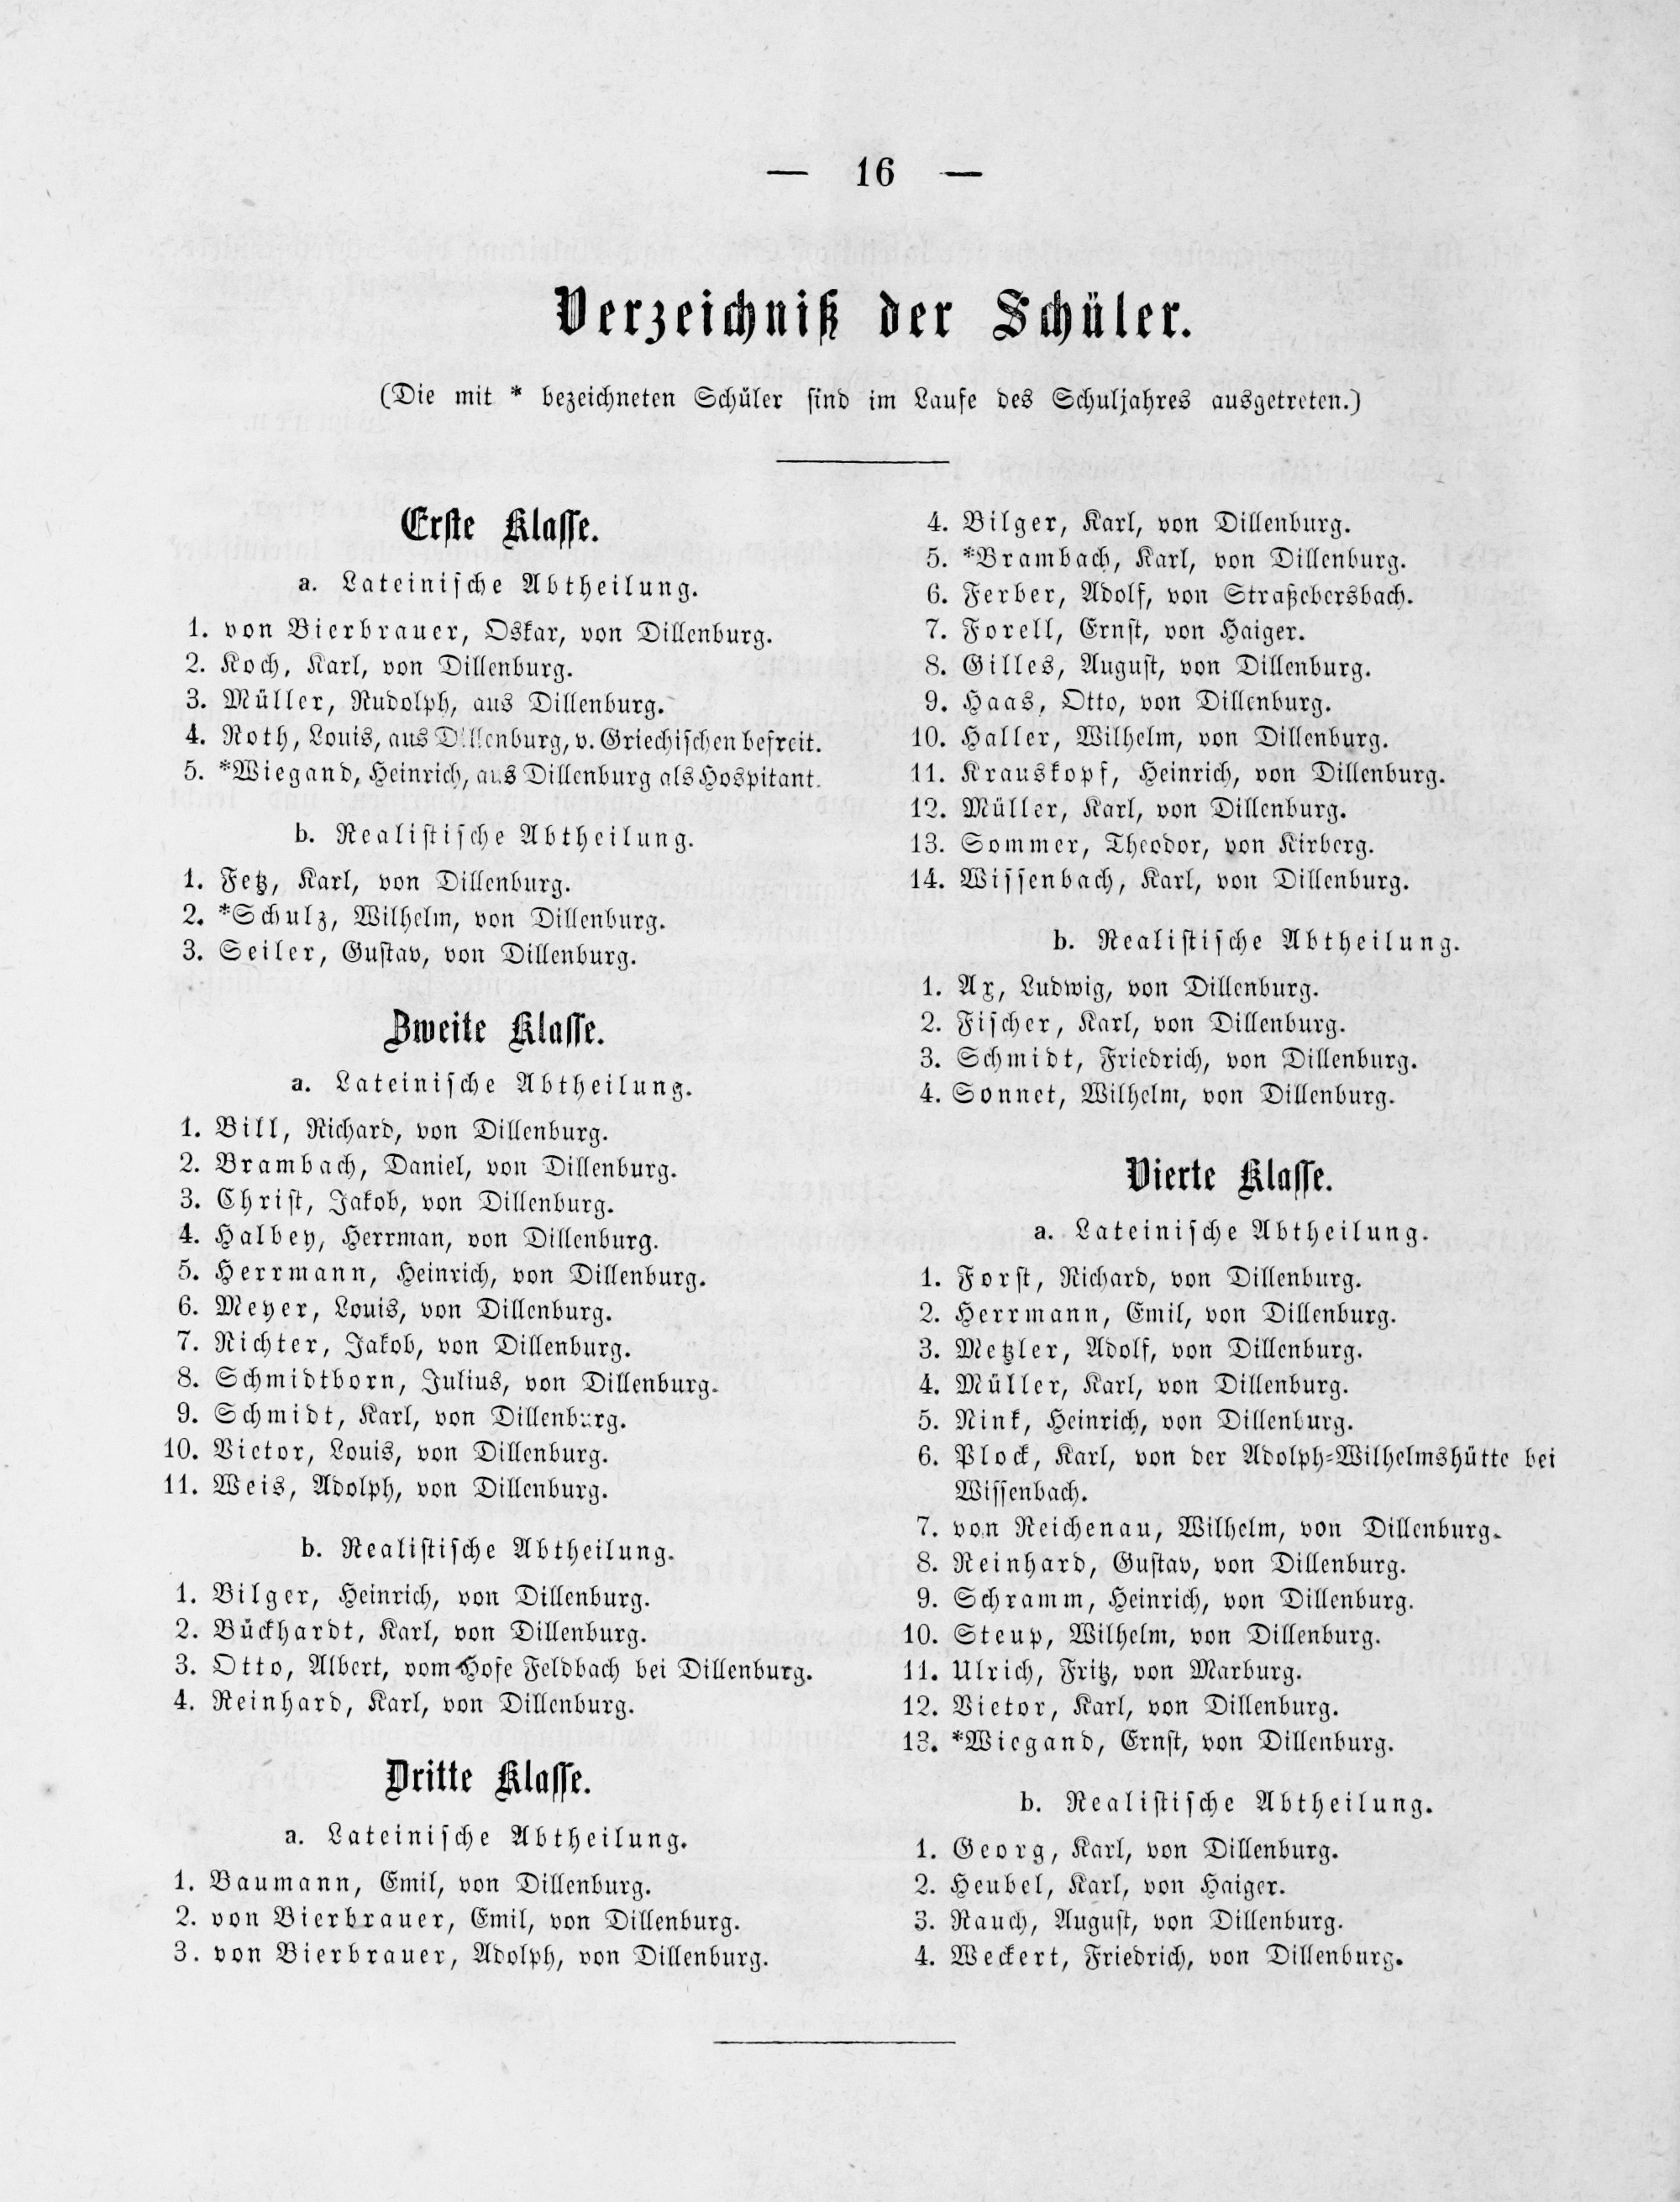 — 16 —
Verzeichniß der Schüler.
(Die mit * bezeichneten Schüler sind im Laufe des Schuljahres ausgetreten.)
Erste Klasse.
a. Lateinische Abtheilung.
1. von Bierbrauer, Oskar, von Dillenburg.
2. Koch, Karl, von Dillenburg.
3. Müller, Rudolph, aus Dillenburg.
4. Roth, Louis, aus Dillenburg, v. Griechischen befreit.
5. *Wiegand, Heinrich, aus Dillenburg als Hospitant.
b. Realistische Abtheilung.
1. Fetz, Karl, von Dillenburg.
2. *Schulz, Wilhelm, von Dillenburg.
3. Seiler, Gustav, von Dillenburg.
Zweite Klasse.
a. Lateinische Abtheilung.
1. Bill, Richard, von Dillenburg.
2. Brambach, Daniel, von Dillenburg.
3. Christ, Jakob, von Dillenburg.
4. Halbey, Herrman, von Dillenburg.
5. Herrmann, Heinrich, von Dillenburg.
6. Meyer, Louis, von Dillenburg.
7. Richter, Jakob, von Dillenburg.
8. Schmidtborn, Julius, von Dillenburg.
9. Schmidt, Karl, von Dillenburg.
10. Vietor, Louis, von Dillenburg.
11. Weis, Adolph, von Dillenburg.
b. Realistische Abtheilung.
1. Bilger, Heinrich, von Dillenburg.
2. Bückhardt, Karl, von Dillenburg.
3. Otto, Albert, vom Hofe Feldbach bei Dillenburg.
4. Reinhard, Karl, von Dillenburg.
Dritte Klasse.
a. Lateinische Abtheilung.
1. Baumann, Emil, von Dillenburg.
2. von Bierbrauer, Emil, von Dillenburg.
3. von Bierbrauer, Adolph, von Dillenburg.
4. Bilger, Karl, von Dillenburg.
5. *Brambach, Karl, von Dillenburg.
6. Ferber, Adolf, von Straßebersbach.
7. Forell, Ernst, von Haiger.
8. Gilles, August, von Dillenburg.
9. Haas, Otto, von Dillenburg.
10. Haller, Wilhelm, von Dillenburg.
11. Krauskopf, Heinrich, von Dillenburg.
12. Müller, Karl, von Dillenburg.
13. Sommer, Theodor, von Kirberg.
14. Wissenbach, Karl, von Dillenburg.
b. Realistische Abtheilung.
1. Ax, Ludwig, von Dillenburg.
2. Fischer, Karl, von Dillenburg.
3. Schmidt, Friedrich, von Dillenburg.
4. Sonnet, Wilhelm, von Dillenburg.
Vierte Klasse.
a. Lateinische Abtheilung.
1. Forst, Richard, von Dillenburg.
2. Herrmann, Emil, von Dillenburg.
3. Metzler, Adolf, von Dillenburg.
4. Müller, Karl, von Dillenburg.
5. Nink, Heinrich, von Dillenburg.
6. Plock, Karl, von der Adolph-Wilhelmshütte bei
Wissenbach.
7. von Reichenau, Wilhelm, von Dillenburg.
8. Reinhard, Gustav, von Dillenburg.
9. Schramm, Heinrich, von Dillenburg.
10. Steup, Wilhelm, von Dillenburg.
11. Ulrich, Fritz, von Marburg.
12. Vietor, Karl, von Dillenburg.
13. *Wiegand, Ernst, von Dillenburg.
b. Realistische Abtheilung.
1. Georg, Karl, von Dillenburg.
2. Heubel, Karl, von Haiger.
3. Rauch, August, von Dillenburg.
4. Weckert, Friedrich, von Dillenburg.